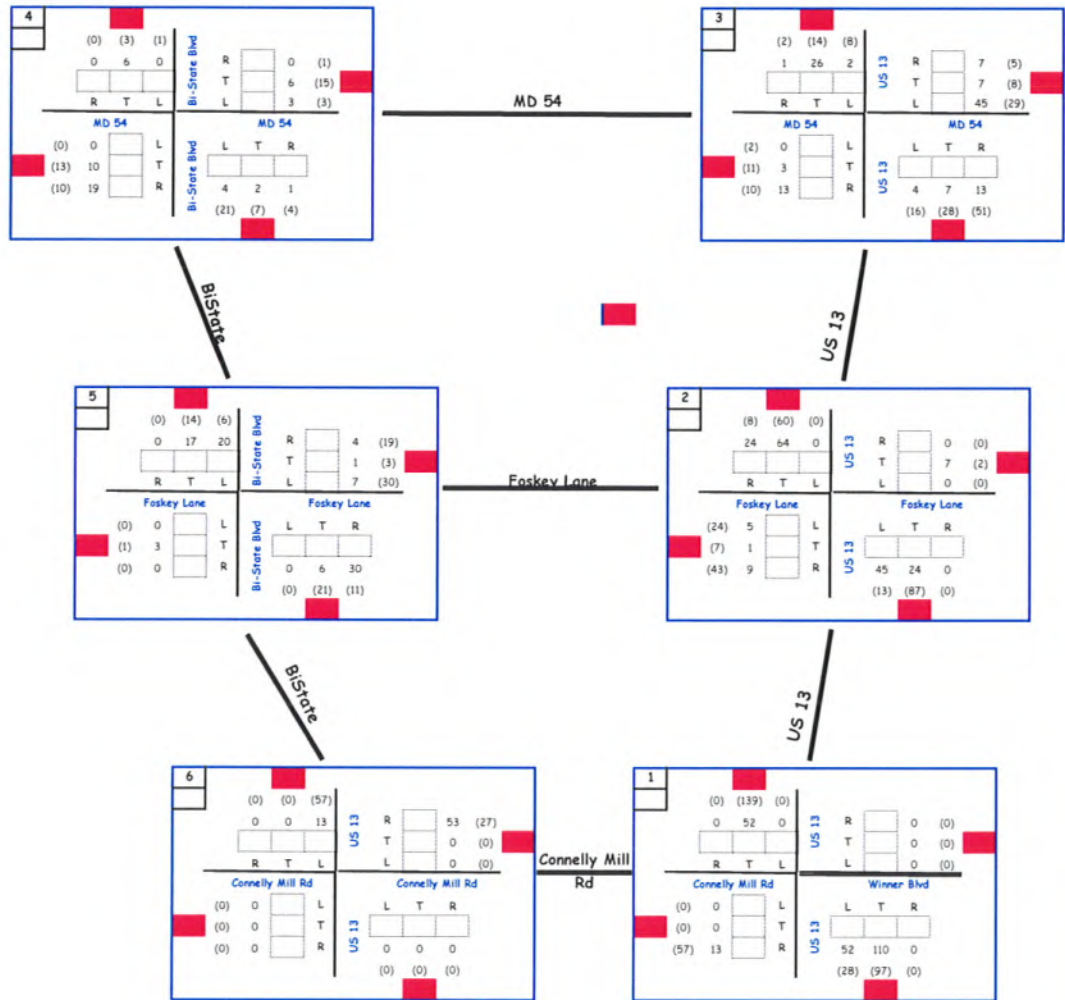 4
(0) (3) (1)
0 6 0
R T L
Bi-State Blvd
R 0 (1)
T 6 (15)
L 3 (3)
MD 54
MD 54
(0) 0 L
(13) 10 T
(10) 19 R
Bi-State Blvd
L T R
4 2 1
(21) (7) (4)
MD 54
3
(2) (14) (8)
1 26 2
R T L
US 13
R 7 (5)
T 7 (8)
L 45 (29)
MD 54
MD 54
(2) 0 L
(11) 3 T
(10) 13 R
US 13
L T R
4 7 13
(16) (28) (51)
BiState
US 13
5
(0) (14) (6)
0 17 20
R T L
Bi-State Blvd
R 4 (19)
T 1 (3)
L 7 (30)
Foskey Lane
Foskey Lane
(0) 0 L
(1) 3 T
(0) 0 R
Bi-State Blvd
L T R
0 6 30
(0) (21) (11)
Foskey Lane
2
(8) (60) (0)
24 64 0
R T L
US 13
R 0 (0)
T 7 (2)
L 0 (0)
Foskey Lane
(24) 5 L
(7) 1 T
(43) 9 R
US 13
L T R
45 24 0
(13) (87) (0)
BiState
US 13
6
(0) (0) (57)
0 0 13
R T L
US 13
R 53 (27)
T 0 (0)
L 0 (0)
Connelly Mill Rd
Connelly Mill Rd
(0) 0 L
(0) 0 T
(0) 0 R
US 13
L T R
0 0 0
(0) (0) (0)
Connelly Mill
Rd
1
(0) (139) (0)
0 52 0
R T L
US 13
R 0 (0)
T 0 (0)
L 0 (0)
Connelly Mill Rd
Winner Blvd
(0) 0 L
(0) 0 T
(57) 13 R
US 13
L T R
52 110 0
(28) (97) (0)